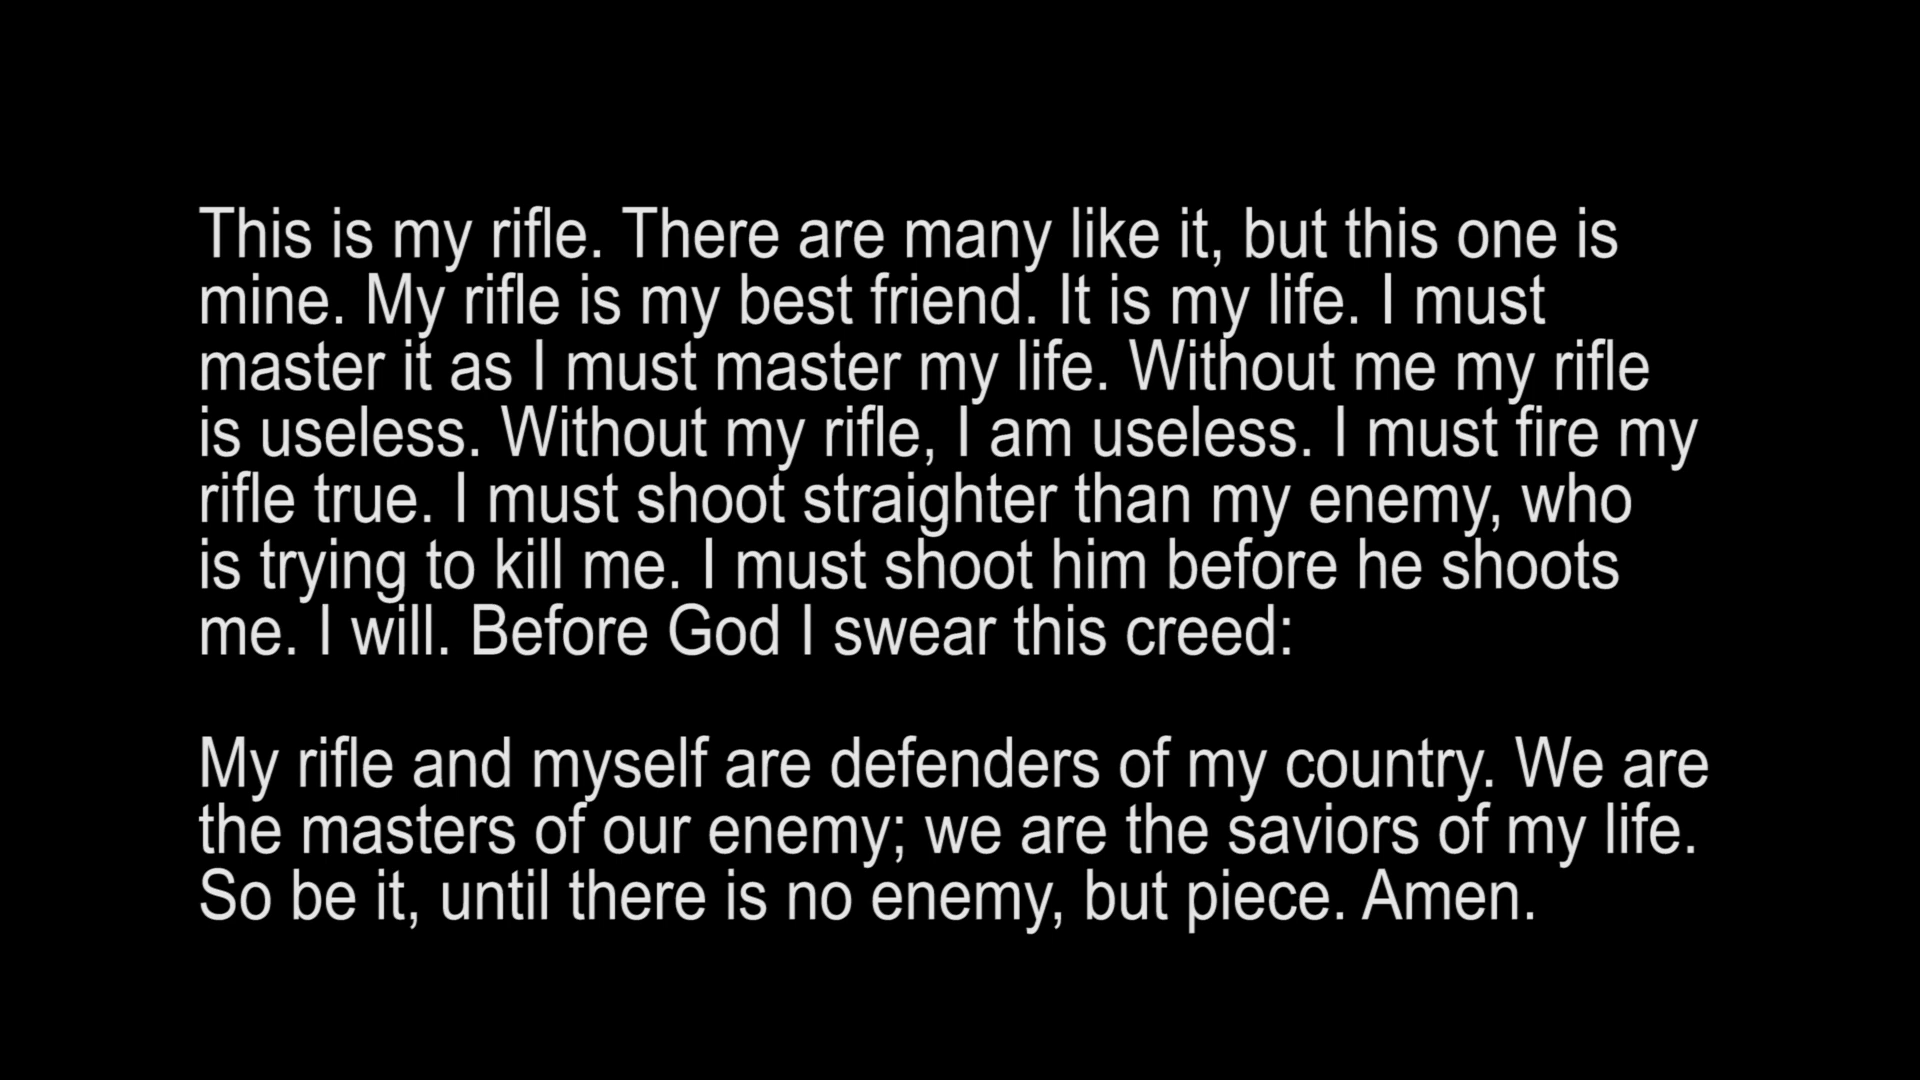 This is my rifle. There are many like it, but this one is
mine. My rifle is my best friend. It is my life. I must
master it as I must master my life. Without me my rifle
is useless. Without my rifle, I am useless. I must fire my
rifle true. I must shoot straighter than my enemy, who
is trying to kill me. I must shoot him before he shoots
me. I will. Before God I swear this creed:
My rifle and myself are defenders of my country. We are
the masters of our enemy; we are the saviors of my life.
So be it, until there is no enemy, but piece. Amen.